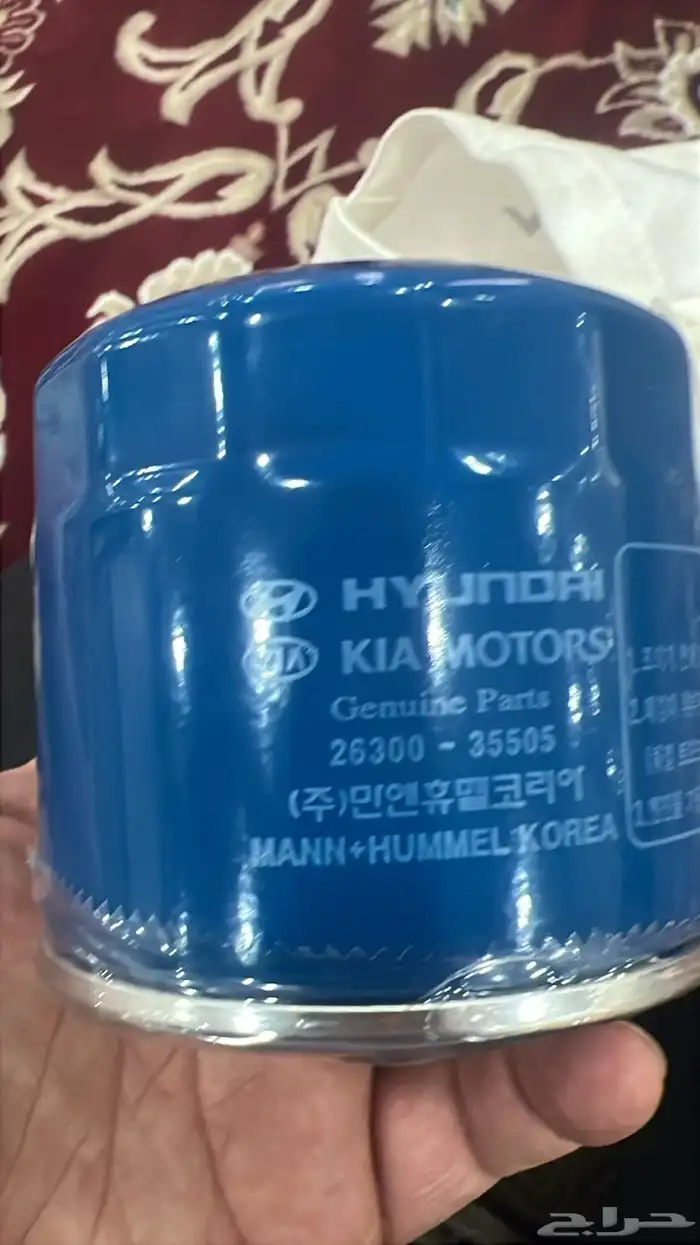 HYUNDAI
KIA MOTORS
Genuine Parts
26300 - 35505
(주)만앤휴멜코리아
MANN+HUMMEL KOREA
حراج